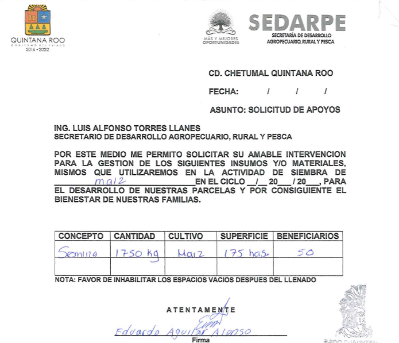 QUINTANA ROO
2016-2022
MÁS Y MEJORES
OPORTUNIDADES
SEDARPE
SECRETARÍA DE DESARROLLO
AGROPECUARIO, RURAL Y PESCA
CD. CHETUMAL QUINTANA ROO
FECHA: / / /
ASUNTO: SOLICITUD DE APOYOS
ING. LUIS ALFONSO TORRES LLANES
SECRETARIO DE DESARROLLO AGROPECUARIO, RURAL Y PESCA
POR ESTE MEDIO ME PERMITO SOLICITAR SU AMABLE INTERVENCION
PARA LA GESTION DE LOS SIGUIENTES INSUMOS Y/O MATERIALES,
MISMOS QUE UTILIZAREMOS EN LA ACTIVIDAD DE SIEMBRA DE
maiz EN EL CICLO __/__20___/ 20___, PARA
EL DESARROLLO DE NUESTRAS PARCELAS Y POR CONSIGUIENTE EL
BIENESTAR DE NUESTRAS FAMILIAS.
CONCEPTO CANTIDAD CULTIVO SUPERFICIE BENEFICIARIOS
Semilla 1750 kg Maiz 175 has. 50
NOTA: FAVOR DE INHABILITAR LOS ESPACIOS VACIOS DESPUES DEL LLENADO
ATENTAMENTE
Eduardo Aguilar Alonso
Firma